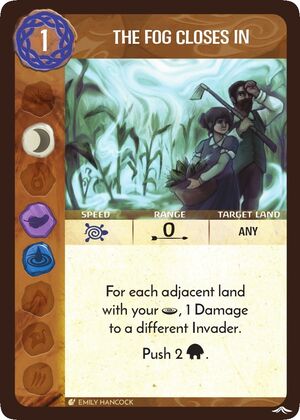 1
THE FOG CLOSES IN
SPEED
RANGE
TARGET LAND
0
ANY
For each adjacent land
with your , 1 Damage
to a different Invader.
Push 2 .
EMILY HANCOCK